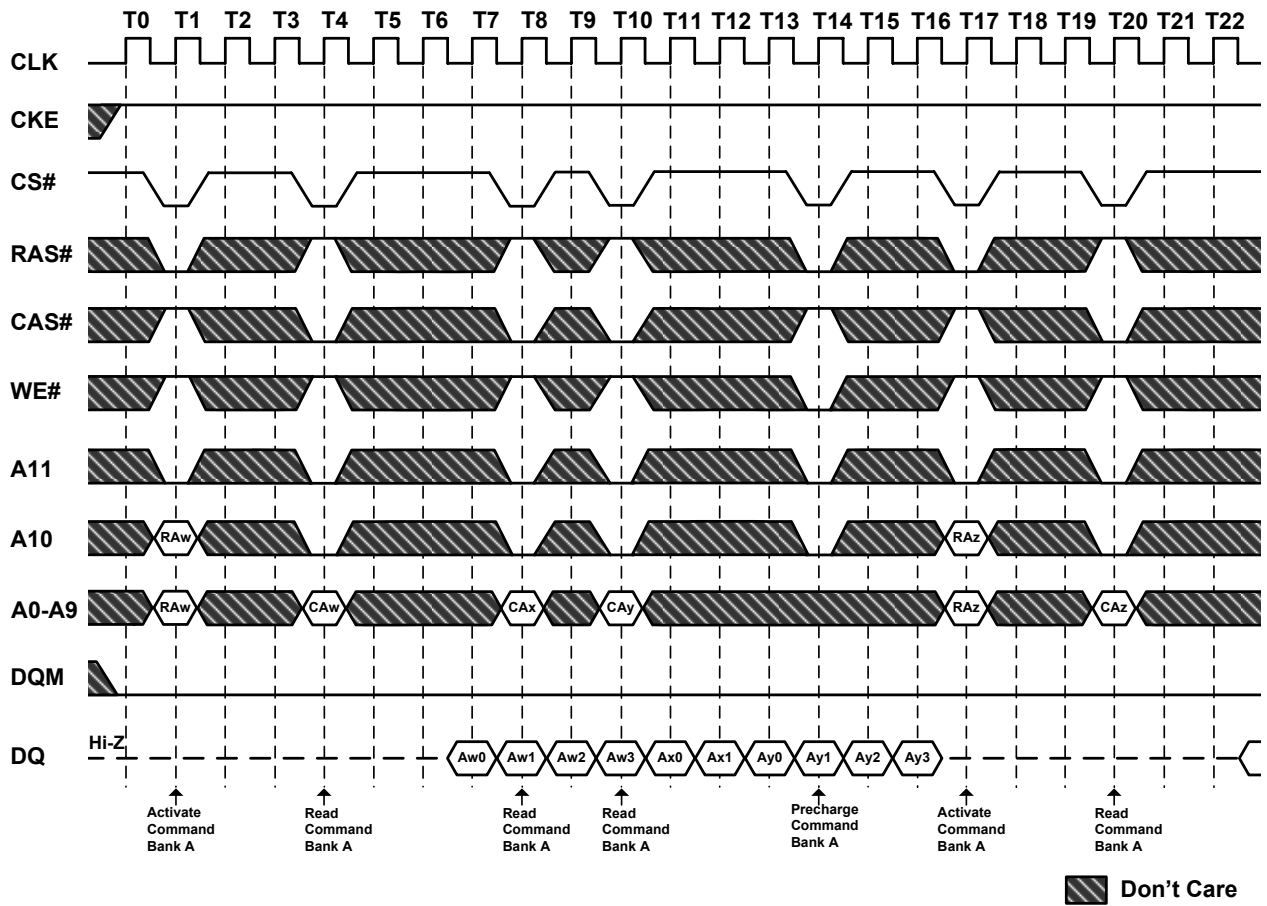 T0 T1 T2 T3 T4 T5 T6 T7 T8 T9 T10 T11 T12 T13 T14 T15 T16 T17 T18 T19 T20 T21 T22
CLK
CKE
CS#
RAS#
CAS#
WE#
A11
A10 RAw RAz
A0-A9 RAw CAw CAx CAy RAz CAz
DQM
DQ Hi-Z Aw0 Aw1 Aw2 Aw3 Ax0 Ax1 Ay0 Ay1 Ay2 Ay3
Activate
Command
Bank A
Read
Command
Bank A
Read
Command
Bank A
Read
Command
Bank A
Precharge
Command
Bank A
Activate
Command
Bank A
Read
Command
Bank A
Don't Care